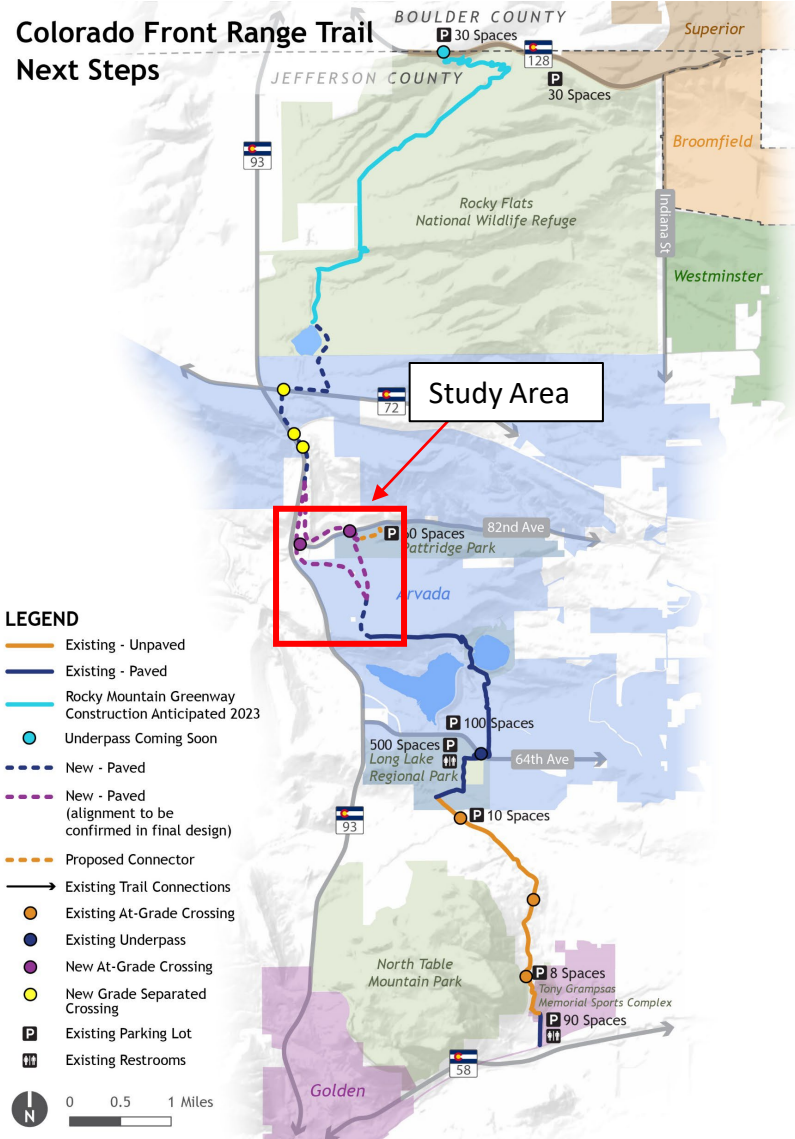 Colorado Front Range Trail
Next Steps
BOULDER COUNTY
P 30 Spaces
128
Superior
JEFFERSON COUNTY
P
30 Spaces
93
Broomfield
Rocky Flats
National Wildlife Refuge
Indiana St
Westminster
72
Study Area
82nd Ave
P 60 Spaces
Pattridge Park
Arvada
LEGEND
Existing - Unpaved
Existing - Paved
Rocky Mountain Greenway
Construction Anticipated 2023
Underpass Coming Soon
New - Paved
New - Paved
(alignment to be
confirmed in final design)
Proposed Connector
Existing Trail Connections
Existing At-Grade Crossing
Existing Underpass
New At-Grade Crossing
New Grade Separated
Crossing
P Existing Parking Lot
Existing Restrooms
N
0 0.5 1 Miles
P 100 Spaces
500 Spaces P
Long Lake
Regional Park
64th Ave
93
P 10 Spaces
North Table
Mountain Park
P 8 Spaces
Tony Grampsas
Memorial Sports Complex
P 90 Spaces
58
Golden